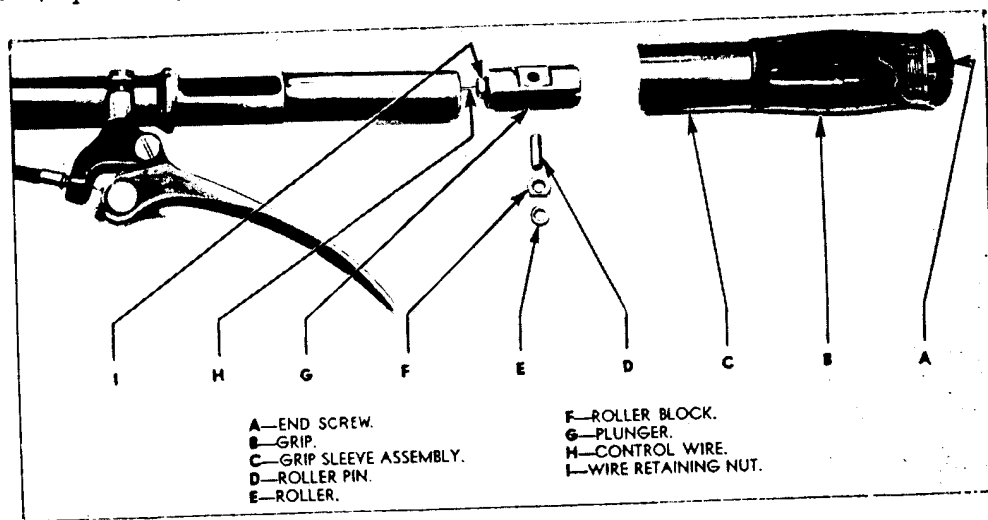 I H G F E D C B A
A—END SCREW.
B—GRIP.
C—GRIP SLEEVE ASSEMBLY.
D—ROLLER PIN.
E—ROLLER.
F—ROLLER BLOCK.
G—PLUNGER.
H—CONTROL WIRE.
I—WIRE RETAINING NUT.